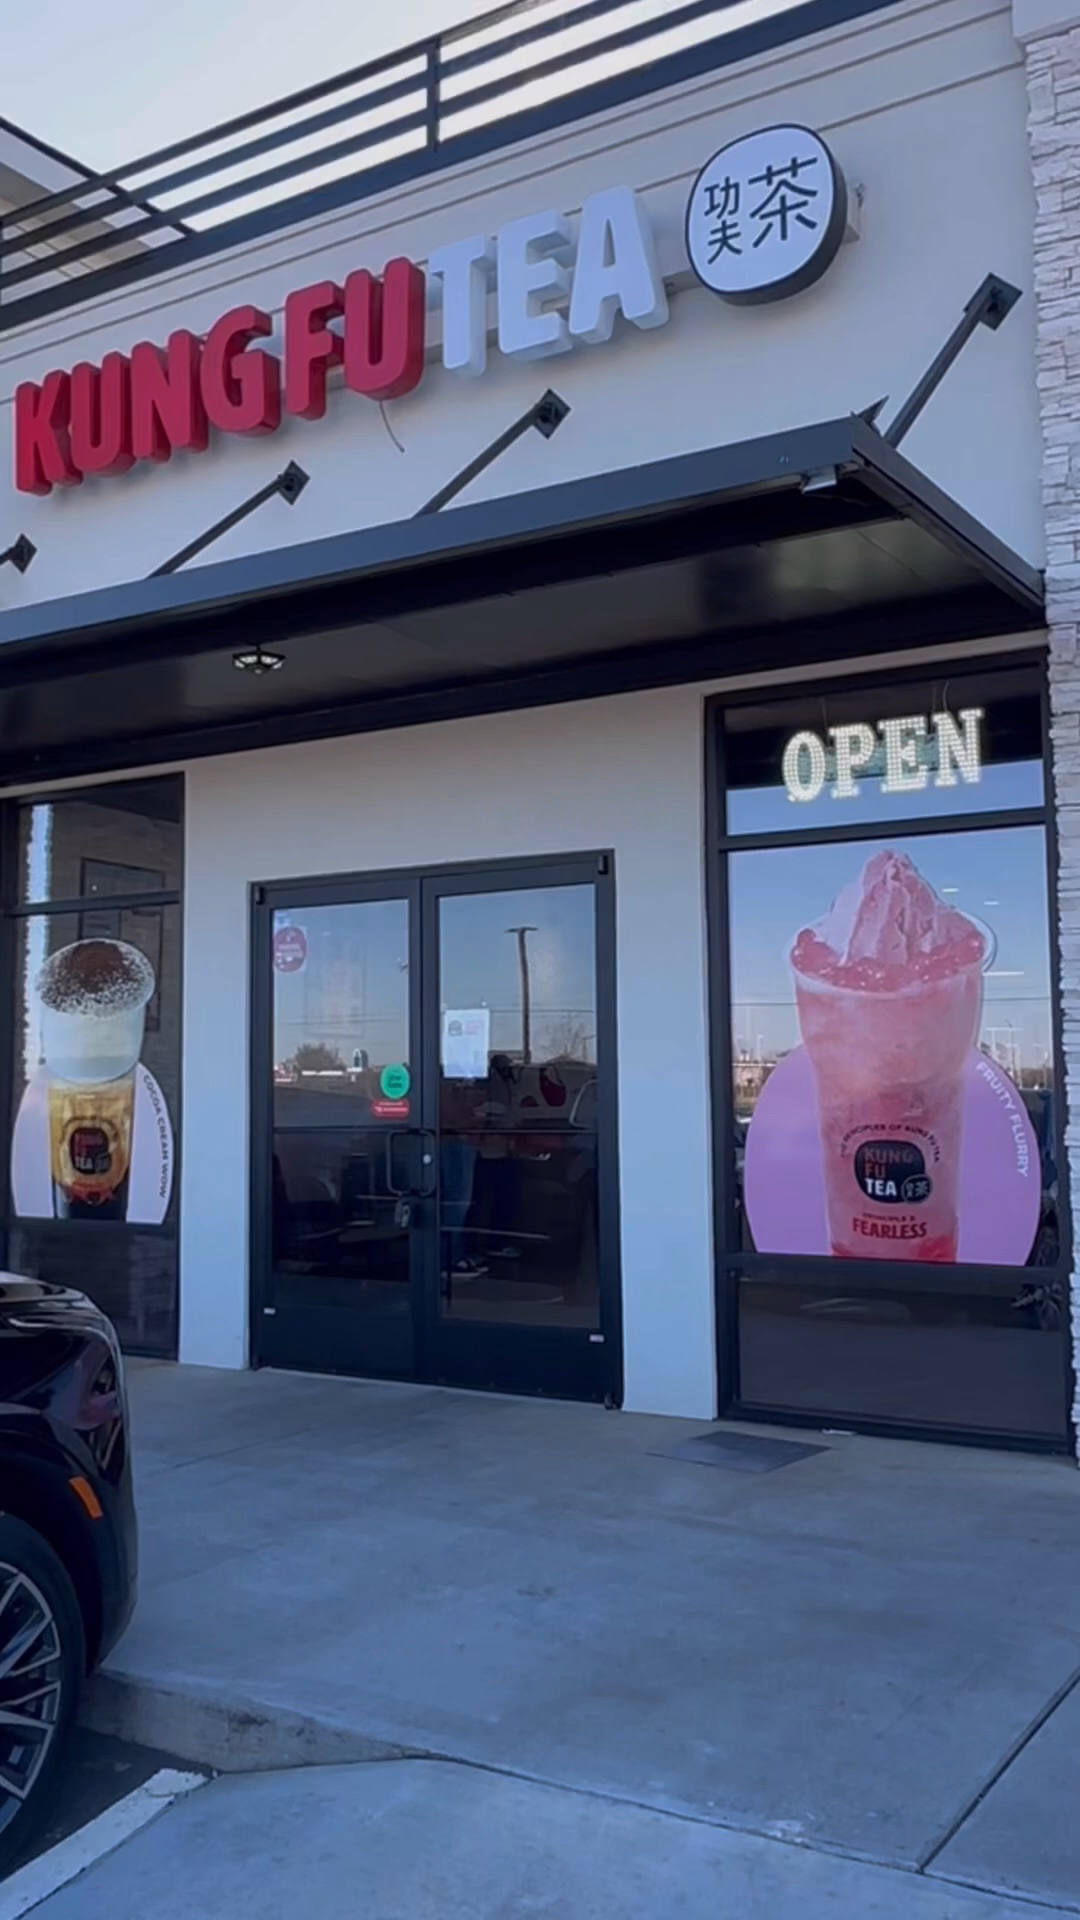 KUNG FU TEA
功夫 茶
OPEN
COCOA CREAM WOW
FRUITY FLURRY
KUNG
FU
TEA
KUNG
FU
TEA
FEARLESS